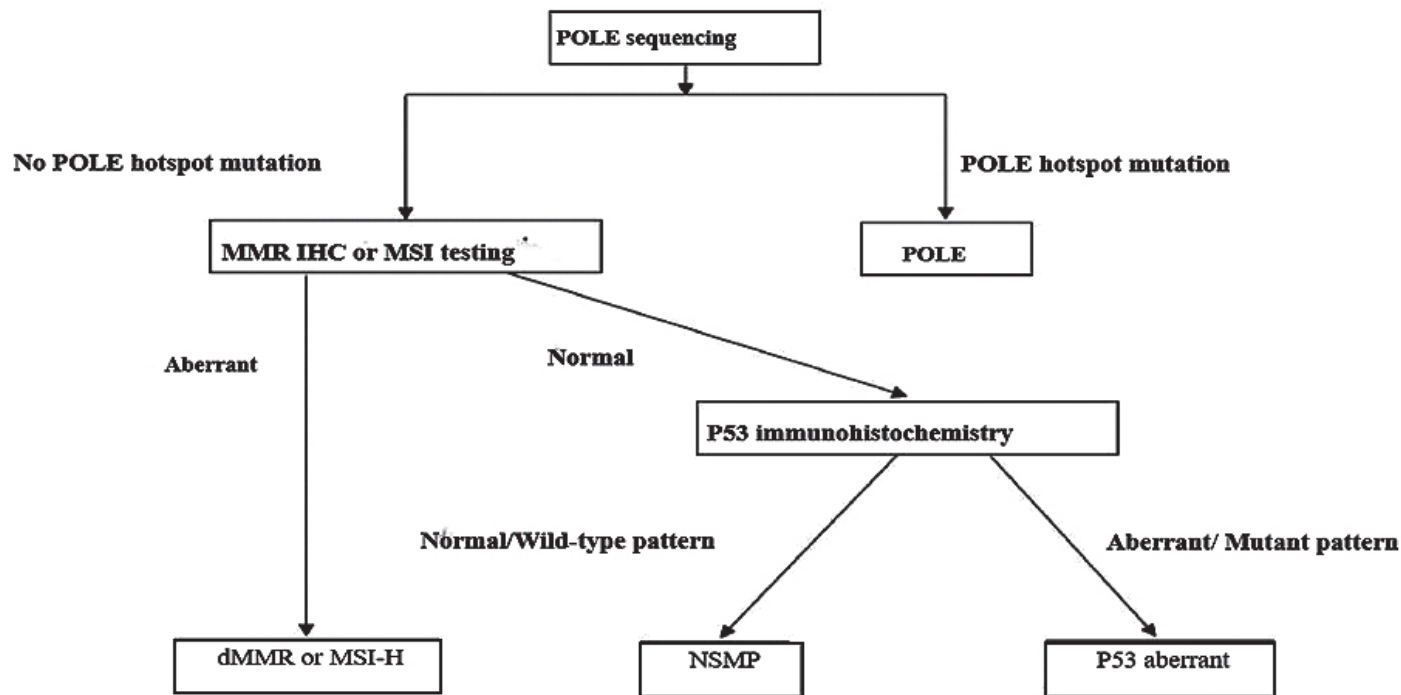 POLE sequencing
No POLE hotspot mutation
POLE hotspot mutation
MMR IHC or MSI testing
POLE
Aberrant
Normal
P53 immunohistochemistry
Normal/Wild-type pattern
Aberrant/ Mutant pattern
dMMR or MSI-H
NSMP
P53 aberrant